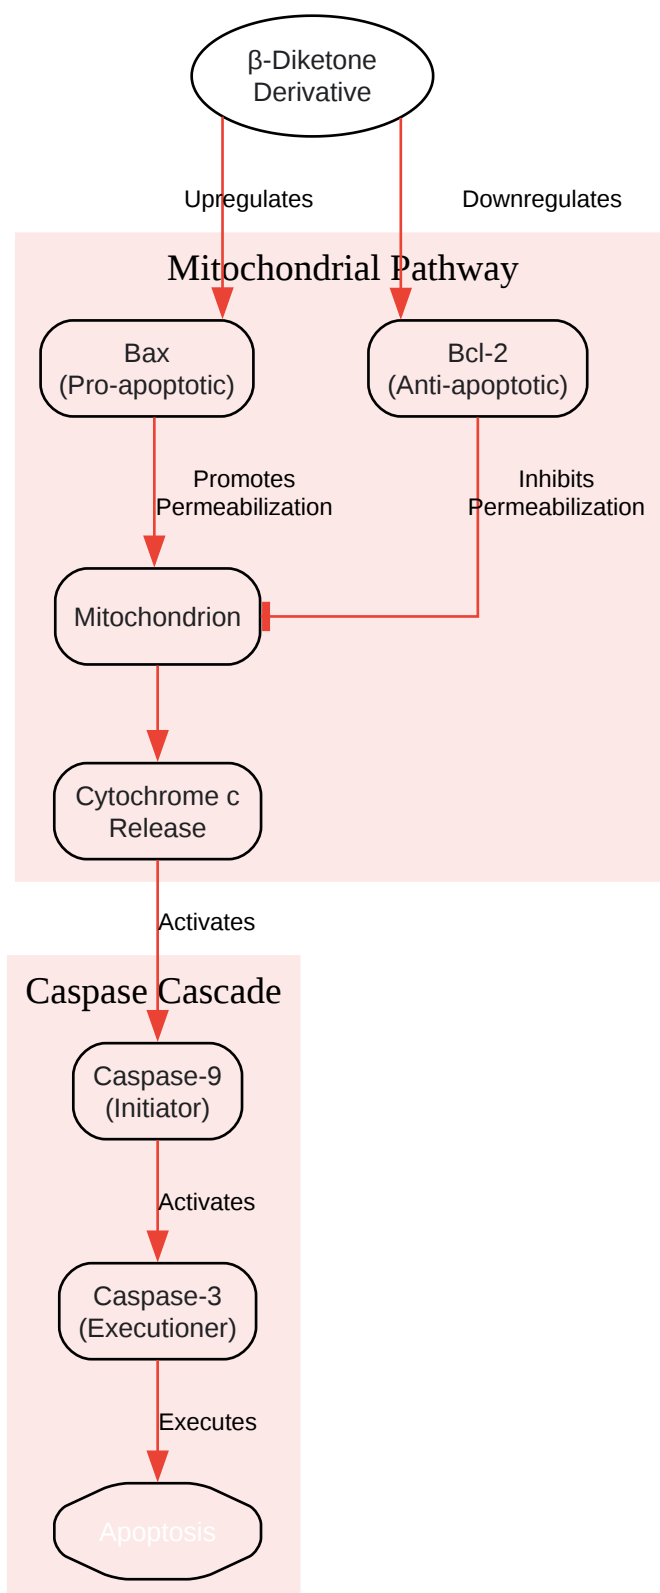 β-Diketone
Derivative
Upregulates
Downregulates
Mitochondrial Pathway
Bax
(Pro-apoptotic)
Bcl-2
(Anti-apoptotic)
Promotes
Permeabilization
Inhibits
Permeabilization
Mitochondrion
Cytochrome c
Release
Activates
Caspase Cascade
Caspase-9
(Initiator)
Activates
Caspase-3
(Executioner)
Executes
Apoptosis